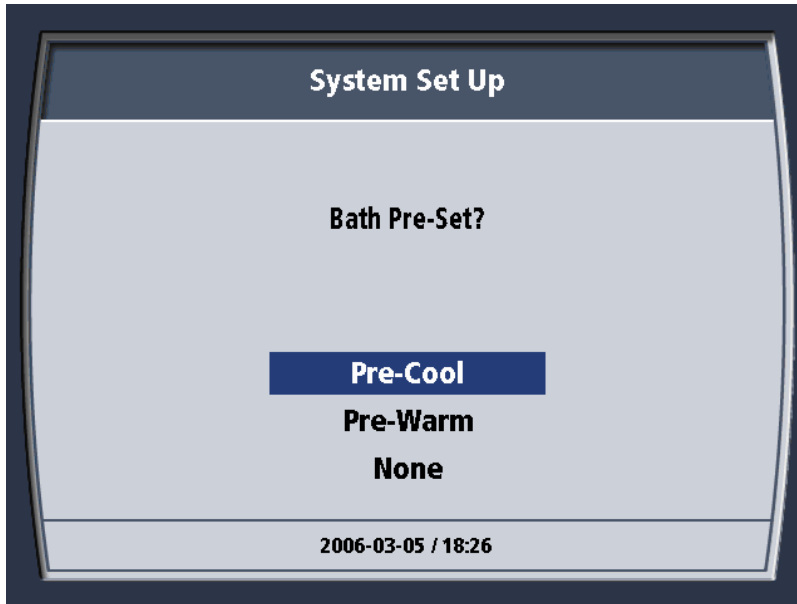 System Set Up
Bath Pre-Set?
Pre-Cool
Pre-Warm
None
2006-03-05 / 18:26